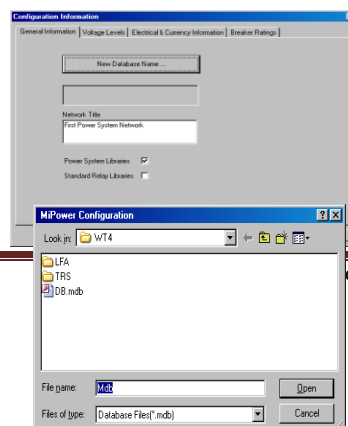 Configuration Information
General Information Voltage Levels Electrical & Currency Information Breaker Ratings
New Database Name ...
Network Title
First Power System Network
Power System Libraries
Standard Relay Libraries
MiPower Configuration
Look in: WT4
LFA
TRS
DB.mdb
File name: Mdb Open
Files of type: Database Files(*.mdb) Cancel